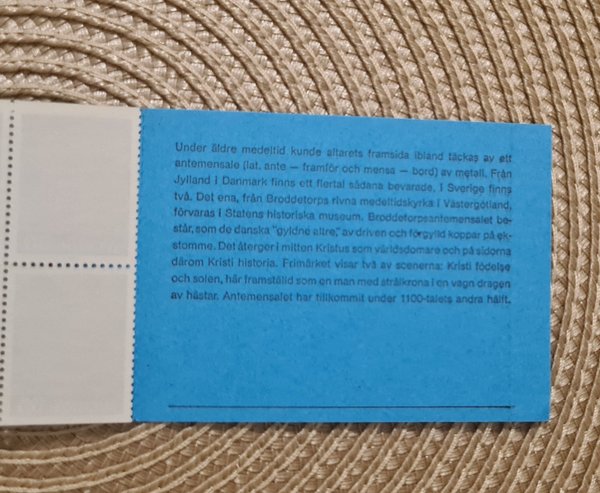 Under äldre medeltid kunde altarets framsida ibland täckas av ett
antemensale (lat. ante — framför och mensa — bord) av metall. Från
Jylland i Danmark finns ett flertal sådana bevarade. I Sverige finns
två. Det ena, från Broddetorps rivna medeltidskyrka i Västergötland,
förvaras i Statens historiska museum. Broddetorpsantemensalet be-
står, som de danska "gyldne altre," av driven och förgylld koppar på ek-
stomme. Det återger i mitten Kristus som världsdomare och på sidorna
därom Kristi historia. Frimärket visar två av scenerna: Kristi födelse
och solen, här framställd som en man med strålkrona i en vagn dragen
av hästar. Antemensalet har tillkommit under 1100-talets andra hälft.